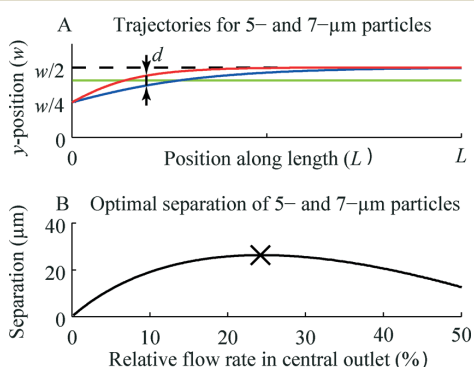 A Trajectories for 5− and 7−µm particles
y-position (w)
d
w/2
w/4
0
0 Position along length (L) L
B Optimal separation of 5− and 7−µm particles
Separation (µm)
40
20
0
0 10 20 30 40 50
Relative flow rate in central outlet (%)